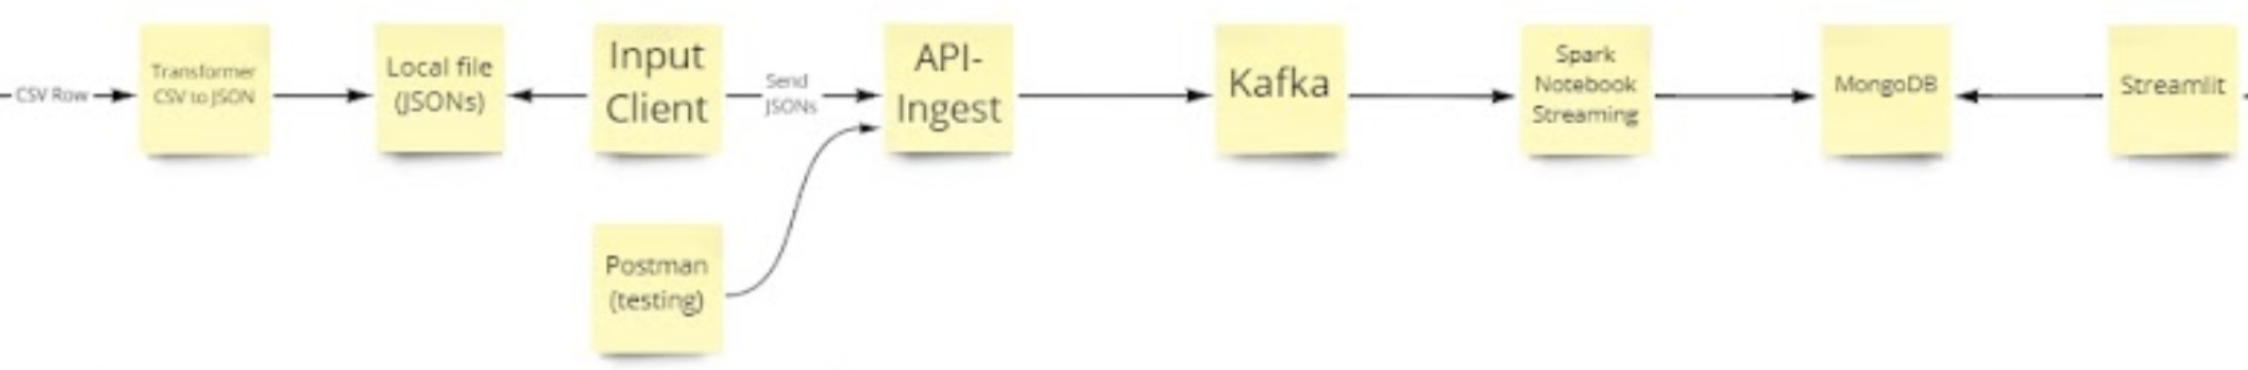 CSV Row
Transformer
CSV to JSON
Local file
(JSONs)
Input
Client
Send
JSONs
API-
Ingest
Kafka
Spark
Notebook
Streaming
MongoDB
Streamlit
Postman
(testing)